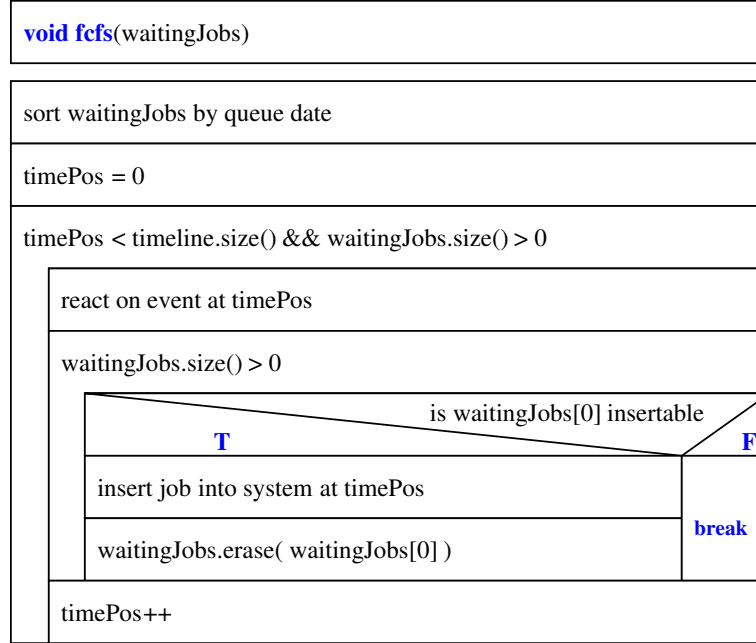 void fcfs(waitingJobs)
sort waitingJobs by queue date
timePos = 0
timePos < timeline.size() && waitingJobs.size() > 0
react on event at timePos
waitingJobs.size() > 0
is waitingJobs[0] insertable
T F
insert job into system at timePos
break
waitingJobs.erase( waitingJobs[0] )
timePos++